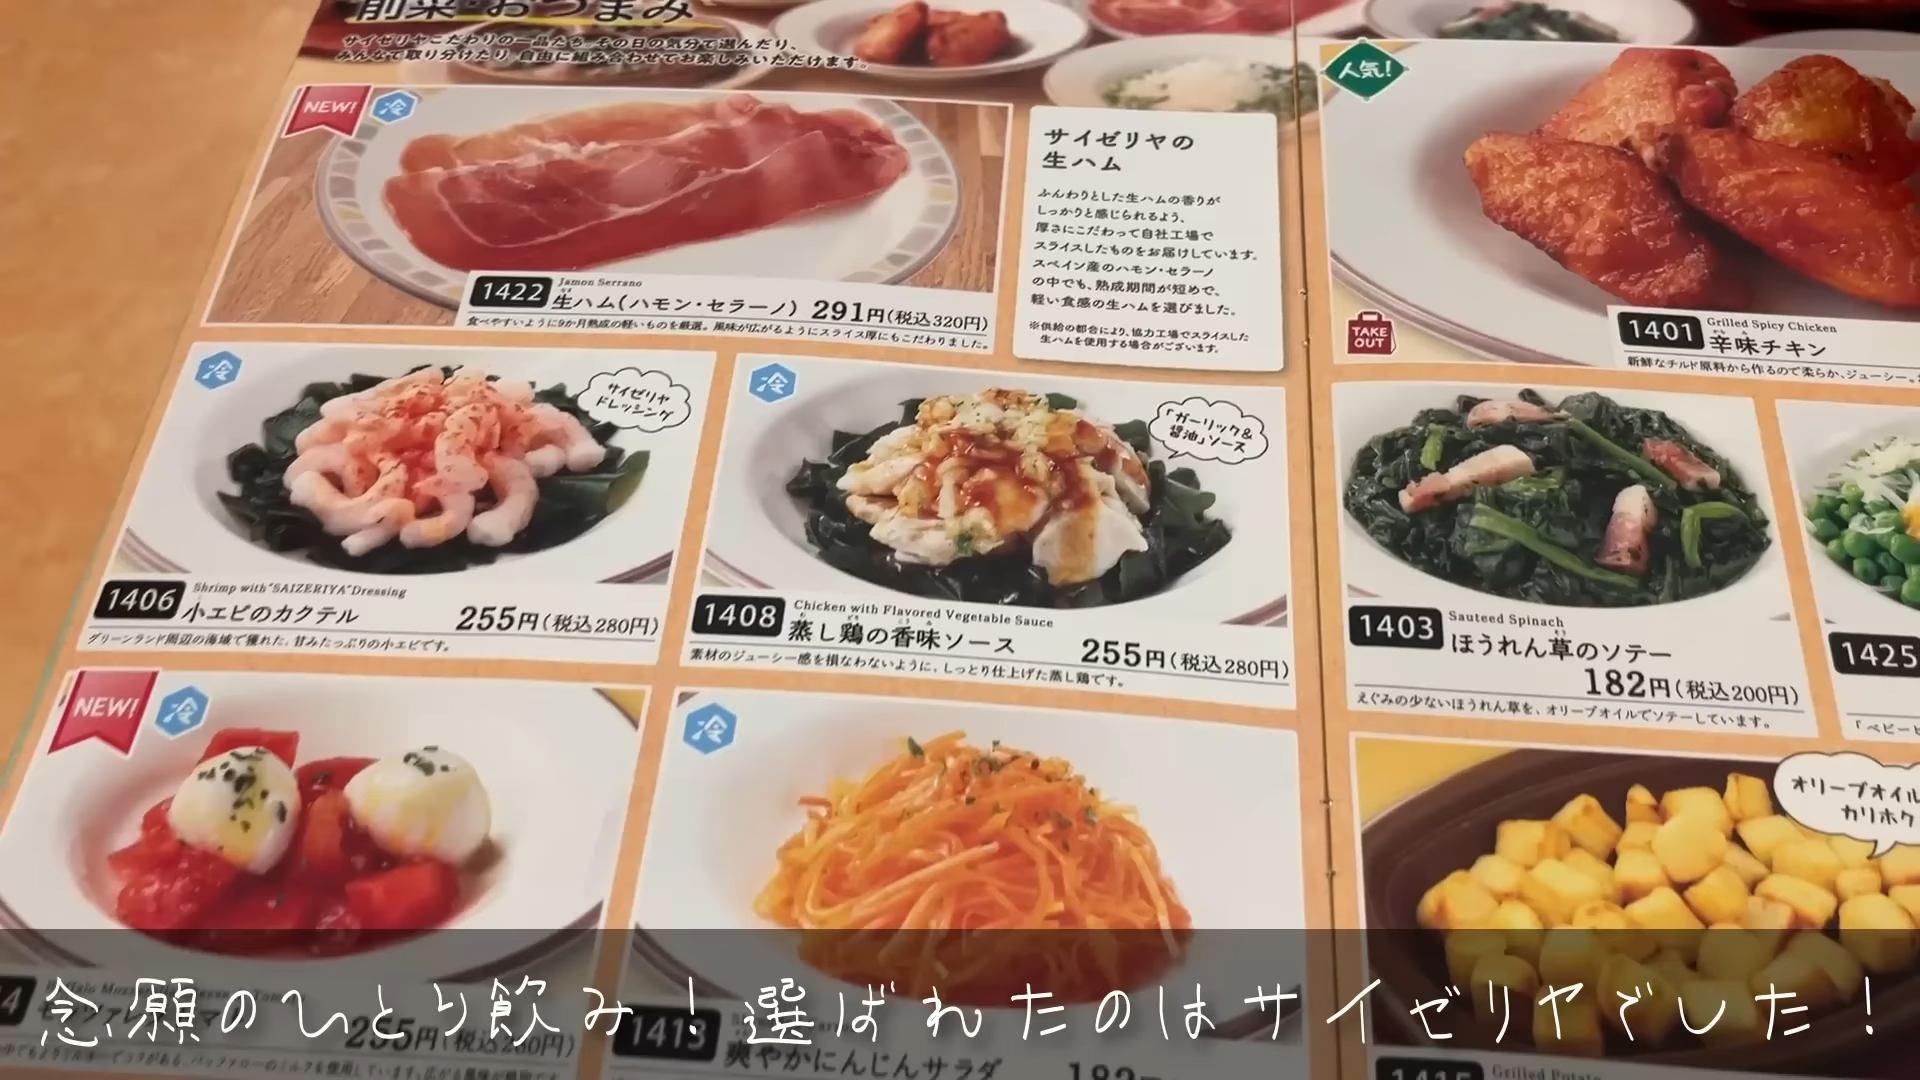 前菜・おつまみ
サイゼリヤこだわりの一品たち。その日の気分で選んだり、
みんなで取り分けたり、自由に組み合わせてお楽しみいただけます。
NEW!
冷
1422
Jamon Serrano
生ハム(ハモン・セラーノ) 291円(税込320円)
食べやすいように9か月熟成の軽いものを厳選。風味が広がるようにスライス厚にもこだわりました。
サイゼリヤの
生ハム
ふんわりとした生ハムの香りが
しっかりと感じられるよう、
厚さにこだわって自社工場で
スライスしたものをお届けしています。
スペイン産のハモン・セラーノ
の中でも、熟成期間が短めで、
軽い食感の生ハムを選びました。
※供給の都合により、協力工場でスライスした
生ハムを使用する場合がございます。
人気!
TAKE
OUT
1401
Grilled Spicy Chicken
辛味チキン
新鮮なチルド原料から作るので柔らか、ジューシー。
冷
サイゼリヤ
ドレッシング
1406
Shrimp with "SAIZERIYA" Dressing
小エビのカクテル 255円(税込280円)
グリーンランド周辺の海域で獲れた、甘みたっぷりの小エビです。
冷
「ガーリック&
醤油」ソース
1408
Chicken with Flavored Vegetable Sauce
蒸し鶏の香味ソース 255円(税込280円)
素材のジューシー感を損なわないように、しっとり仕上げた蒸し鶏です。
1403
Sauteed Spinach
ほうれん草のソテー
182円(税込200円)
えぐみの少ないほうれん草を、オリーブオイルでソテーしています。
1425
NEW!
冷
255円(税込280円)
冷
1413
爽やかにんじんサラダ 182
オリーブオイル
カリホク
1415
Grilled Potato
念願のひとり飲み!選ばれたのはサイゼリヤでした!